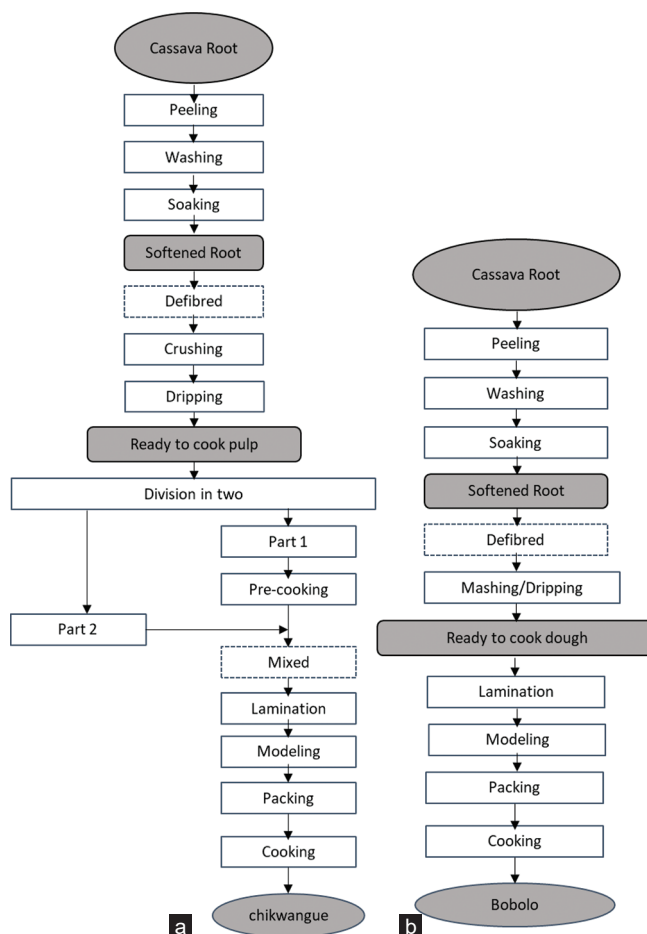 Cassava Root
Peeling
Washing
Soaking
Softened Root
Defibred
Crushing
Dripping
Ready to cook pulp
Division in two
Part 1
Pre-cooking
Part 2
Mixed
Lamination
Modeling
Packing
Cooking
chikwangue
a
Cassava Root
Peeling
Washing
Soaking
Softened Root
Defibred
Mashing/Dripping
Ready to cook dough
Lamination
Modeling
Packing
Cooking
Bobolo
b